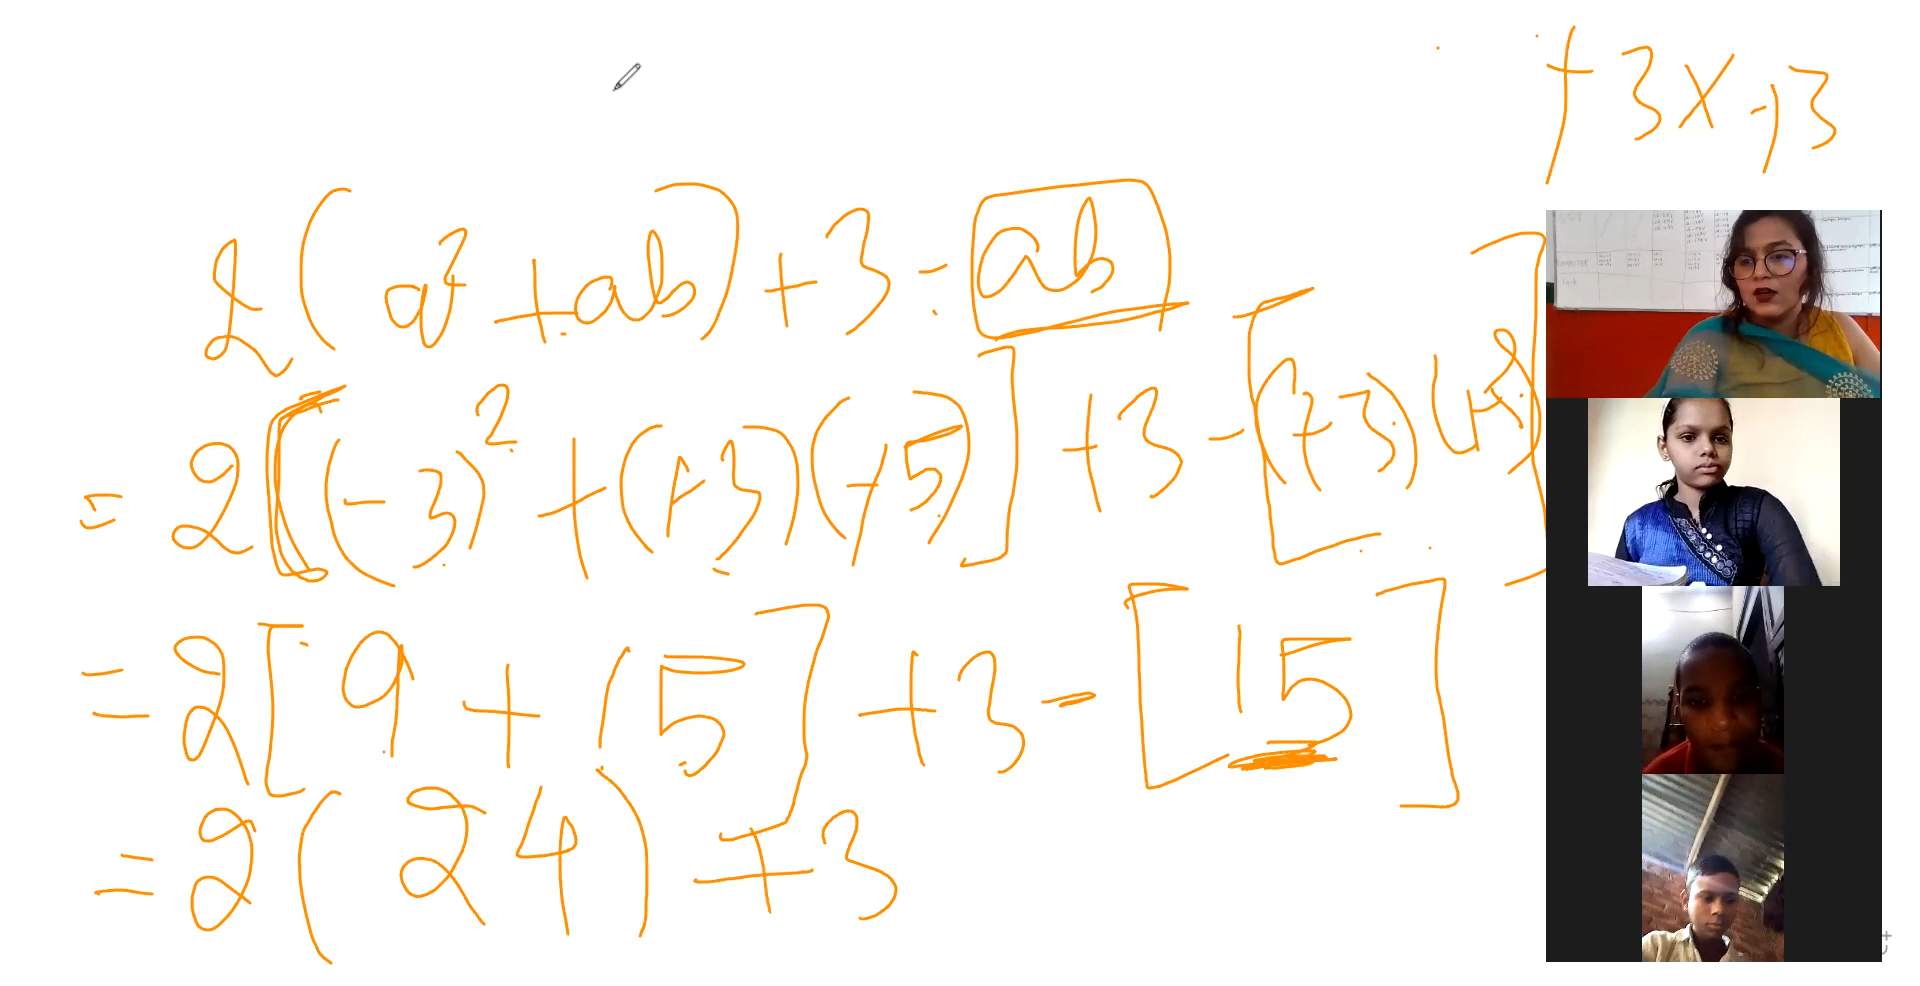 +3×+3
2(a²+ab)+3-ab
=2[(-3)²+(+3)(+5)]+3-[(+3)(+5)]
=2[9+15]+3-[15]
=2(24)+3